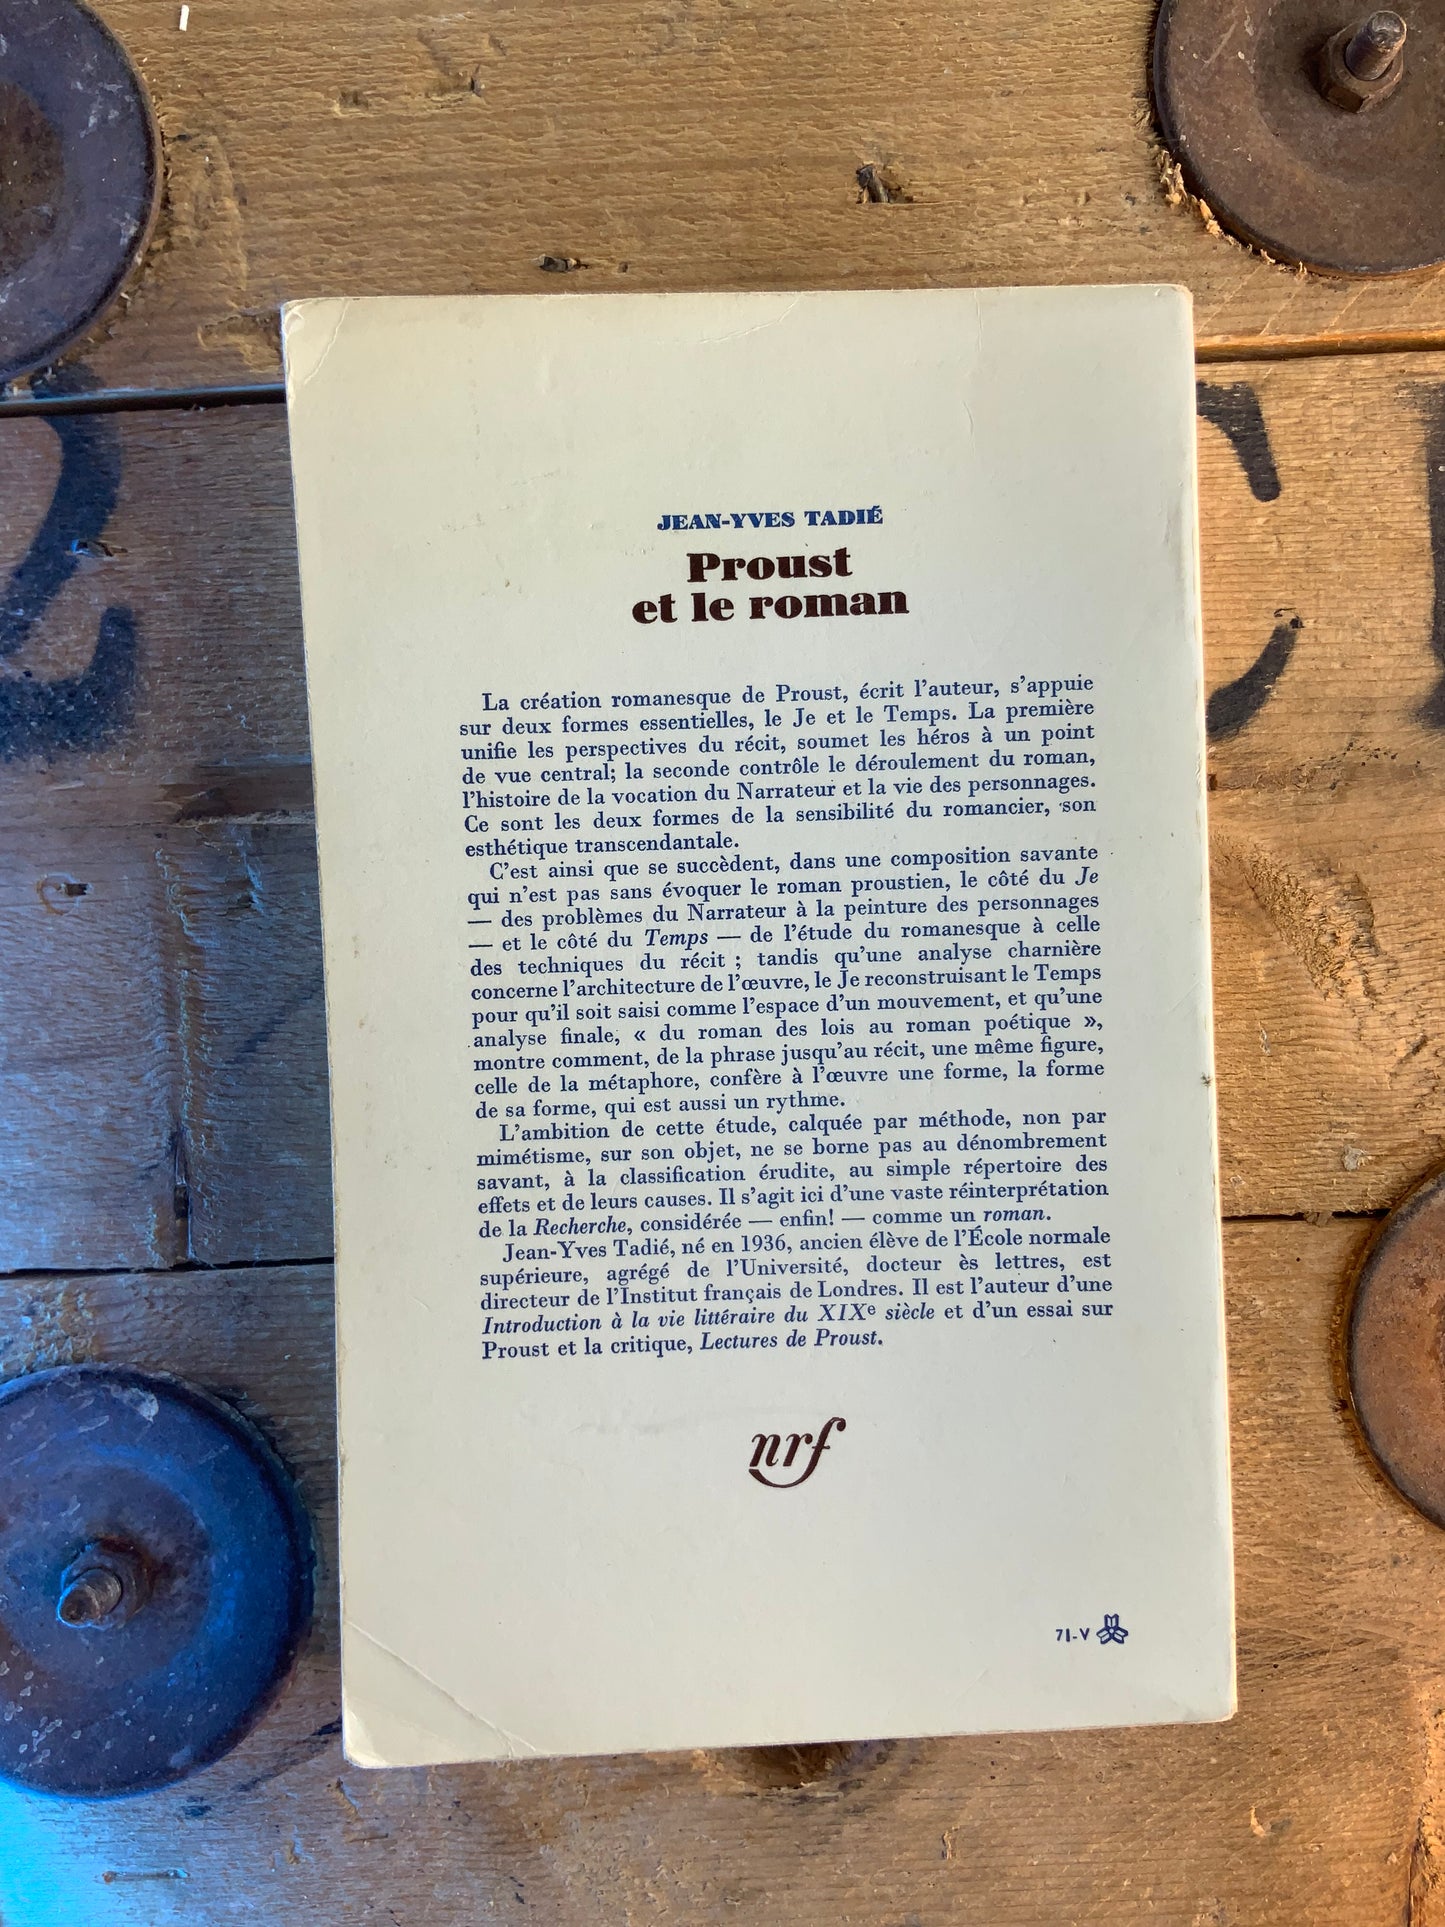 JEAN-YVES TADIÉ
Proust
et le roman
La création romanesque de Proust, écrit l'auteur, s'appuie
sur deux formes essentielles, le Je et le Temps. La première
unifie les perspectives du récit, soumet les héros à un point
de vue central; la seconde contrôle le déroulement du roman,
l'histoire de la vocation du Narrateur et la vie des personnages.
Ce sont les deux formes de la sensibilité du romancier, son
esthétique transcendantale.
C'est ainsi que se succèdent, dans une composition savante
qui n'est pas sans évoquer le roman proustien, le côté du Je
— des problèmes du Narrateur à la peinture des personnages
— et le côté du Temps — de l'étude du romanesque à celle
des techniques du récit ; tandis qu'une analyse charnière
concerne l'architecture de l'œuvre, le Je reconstruisant le Temps
pour qu'il soit saisi comme l'espace d'un mouvement, et qu'une
analyse finale, « du roman des lois au roman poétique »,
montre comment, de la phrase jusqu'au récit, une même figure,
celle de la métaphore, confère à l'œuvre une forme, la forme
de sa forme, qui est aussi un rythme.
L'ambition de cette étude, calquée par méthode, non par
mimétisme, sur son objet, ne se borne pas au dénombrement
savant, à la classification érudite, au simple répertoire des
effets et de leurs causes. Il s'agit ici d'une vaste réinterprétation
de la Recherche, considérée — enfin! — comme un roman.
Jean-Yves Tadié, né en 1936, ancien élève de l'École normale
supérieure, agrégé de l'Université, docteur ès lettres, est
directeur de l'Institut français de Londres. Il est l'auteur d'une
Introduction à la vie littéraire du XIXe siècle et d'un essai sur
Proust et la critique, Lectures de Proust.
nrf
71-V